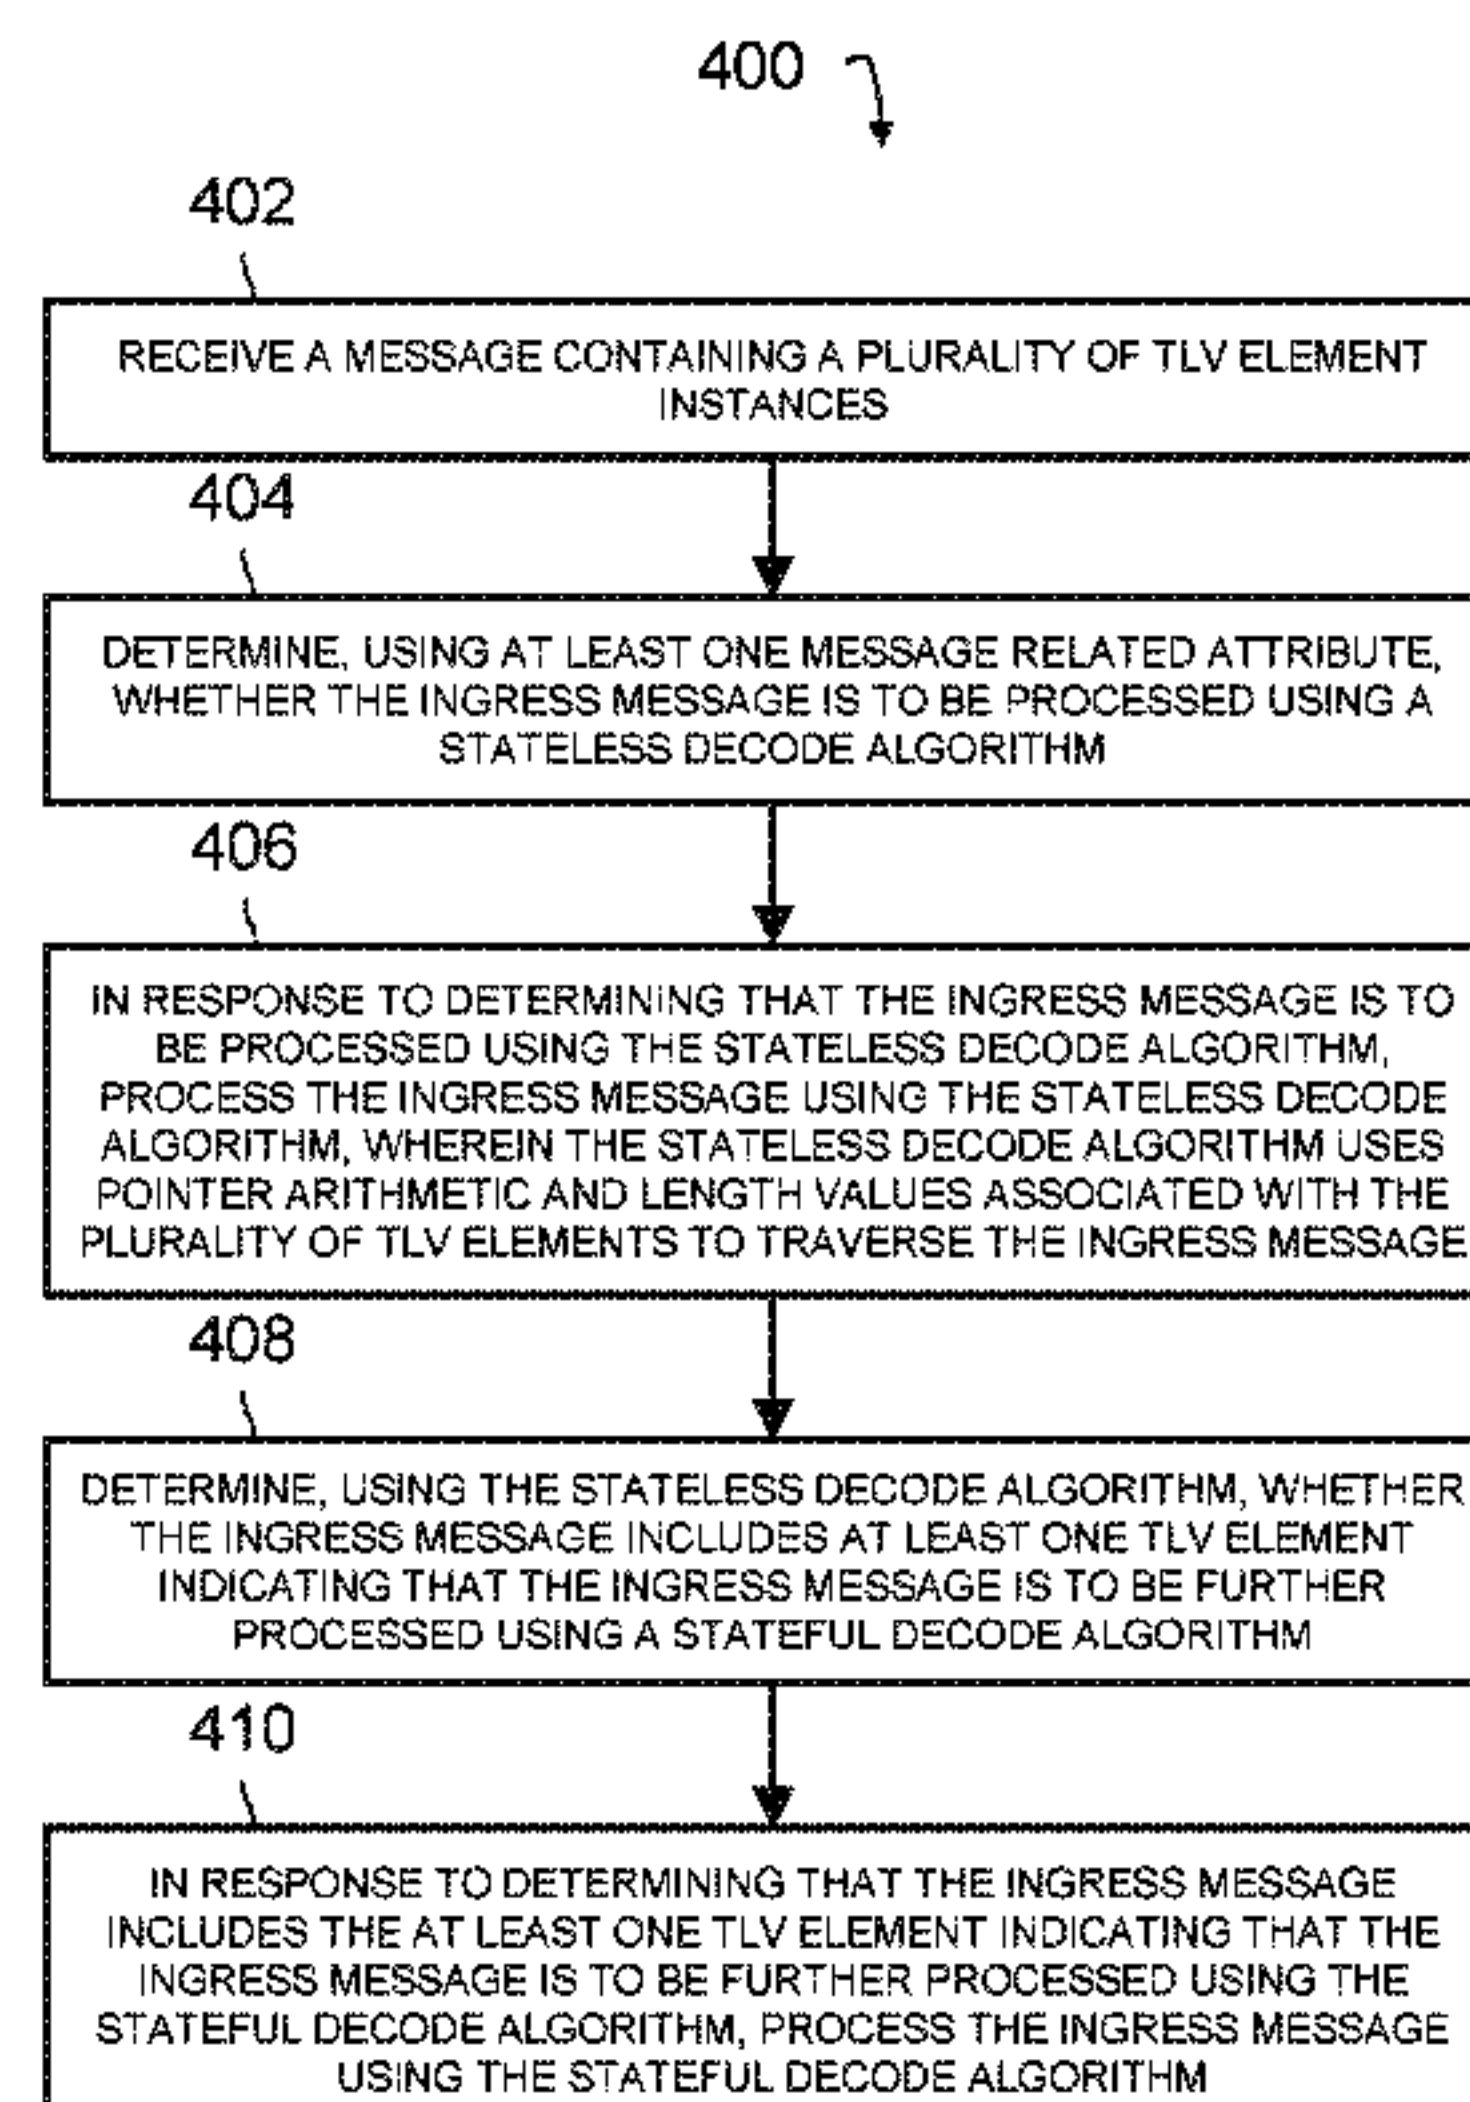 400
402
RECEIVE A MESSAGE CONTAINING A PLURALITY OF TLV ELEMENT
INSTANCES
404
DETERMINE, USING AT LEAST ONE MESSAGE RELATED ATTRIBUTE,
WHETHER THE INGRESS MESSAGE IS TO BE PROCESSED USING A
STATELESS DECODE ALGORITHM
406
IN RESPONSE TO DETERMINING THAT THE INGRESS MESSAGE IS TO
BE PROCESSED USING THE STATELESS DECODE ALGORITHM,
PROCESS THE INGRESS MESSAGE USING THE STATELESS DECODE
ALGORITHM, WHEREIN THE STATELESS DECODE ALGORITHM USES
POINTER ARITHMETIC AND LENGTH VALUES ASSOCIATED WITH THE
PLURALITY OF TLV ELEMENTS TO TRAVERSE THE INGRESS MESSAGE
408
DETERMINE, USING THE STATELESS DECODE ALGORITHM, WHETHER
THE INGRESS MESSAGE INCLUDES AT LEAST ONE TLV ELEMENT
INDICATING THAT THE INGRESS MESSAGE IS TO BE FURTHER
PROCESSED USING A STATEFUL DECODE ALGORITHM
410
IN RESPONSE TO DETERMINING THAT THE INGRESS MESSAGE
INCLUDES THE AT LEAST ONE TLV ELEMENT INDICATING THAT THE
INGRESS MESSAGE IS TO BE FURTHER PROCESSED USING THE
STATEFUL DECODE ALGORITHM, PROCESS THE INGRESS MESSAGE
USING THE STATEFUL DECODE ALGORITHM